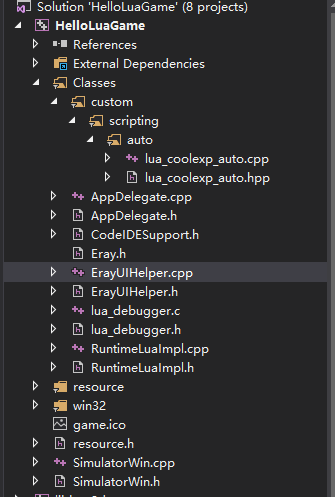 Solution 'HelloLuaGame' (8 projects)
HelloLuaGame
References
External Dependencies
Classes
custom
scripting
auto
lua_coolexp_auto.cpp
lua_coolexp_auto.hpp
AppDelegate.cpp
AppDelegate.h
CodeIDESupport.h
Eray.h
ErayUIHelper.cpp
ErayUIHelper.h
lua_debugger.c
lua_debugger.h
RuntimeLuaImpl.cpp
RuntimeLuaImpl.h
resource
win32
game.ico
resource.h
SimulatorWin.cpp
SimulatorWin.h